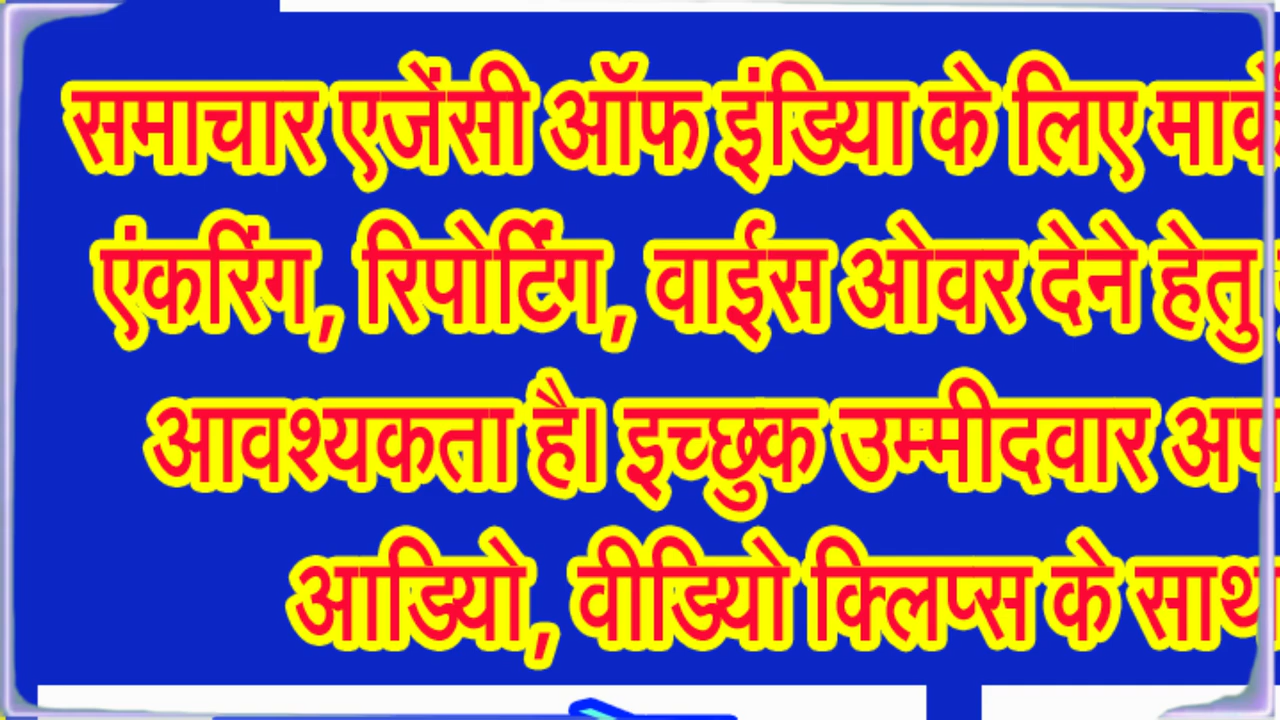 समाचार एजेंसी ऑफ इंडिया के लिए
एंकरिंग, रिपोर्टिंग, वाईस ओवर देने हेतु
आवश्यकता है। इच्छुक उम्मीदवार
आडियो, वीडियो क्लिप्स के साथ